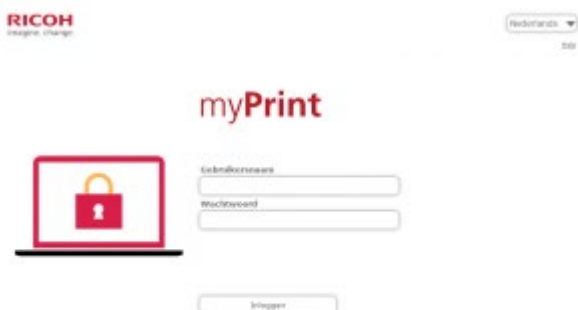 RICOH
imagine. change.
Nederlands
myPrint
Gebruikersnaam
Wachtwoord
Inloggen